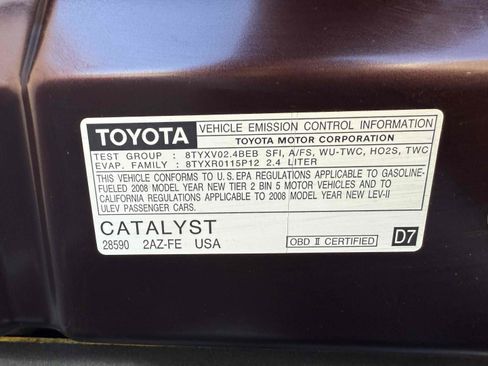 TOYOTA VEHICLE EMISSION CONTROL INFORMATION
TOYOTA MOTOR CORPORATION
TEST GROUP : 8TYXV02.4BEB SFI, A/FS, WU-TWC, HO2S, TWC
EVAP. FAMILY : 8TYXR0115P12 2.4 LITER
THIS VEHICLE CONFORMS TO U.S.EPA REGULATIONS APPLICABLE TO GASOLINE-
FUELED 2008 MODEL YEAR NEW TIER 2 BIN 5 MOTOR VEHICLES AND TO
CALIFORNIA REGULATIONS APPLICABLE TO 2008 MODEL YEAR NEW LEV-II
ULEV PASSENGER CARS.
CATALYST
28590 2AZ-FE USA OBD II CERTIFIED D7